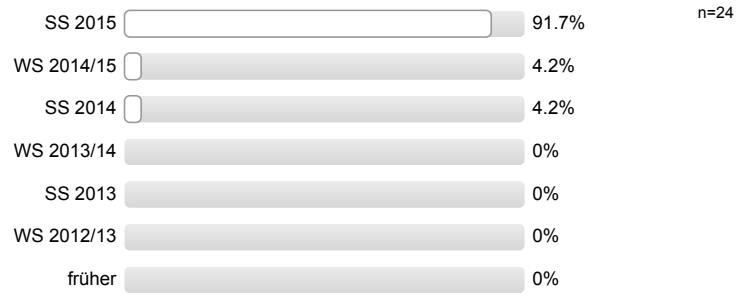 SS 2015 91.7% n=24
WS 2014/15 4.2%
SS 2014 4.2%
WS 2013/14 0%
SS 2013 0%
WS 2012/13 0%
früher 0%